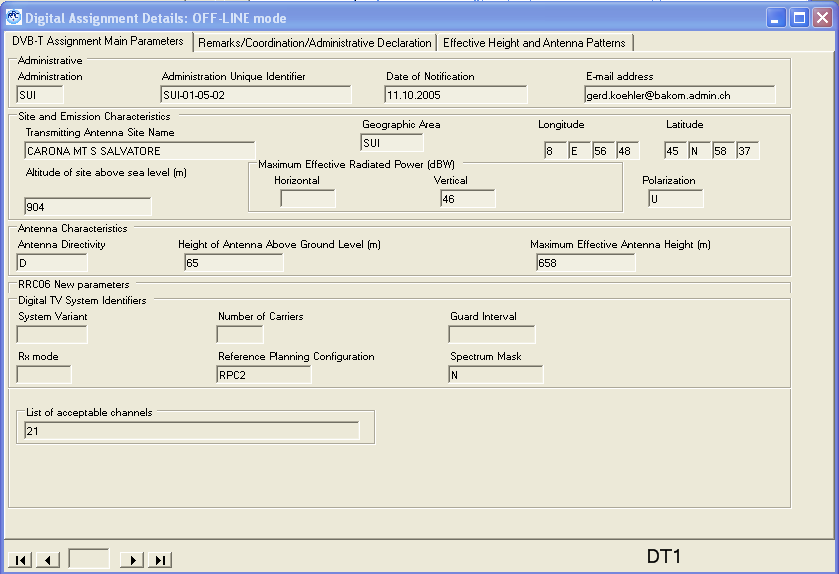 Digital Assignment Details: OFF-LINE mode
DVB-T Assignment Main Parameters Remarks/Coordination/Administrative Declaration Effective Height and Antenna Patterns
Administrative
Administration Administration Unique Identifier Date of Notification E-mail address
SUI SUI-01-05-02 11.10.2005 gerd.koehler@bakom.admin.ch
Site and Emission Characteristics
Transmitting Antenna Site Name Geographic Area Longitude Latitude
CARONA MT S SALVATORE SUI 8 E 56 48 45 N 58 37
Altitude of site above sea level (m) Maximum Effective Radiated Power (dBW)
Horizontal Vertical Polarization
904 46 U
Antenna Characteristics
Antenna Directivity Height of Antenna Above Ground Level (m) Maximum Effective Antenna Height (m)
D 65 658
RRC06 New parameters
Digital TV System Identifiers
System Variant Number of Carriers Guard Interval
Rx mode Reference Planning Configuration Spectrum Mask
RPC2 N
List of acceptable channels
21
DT1